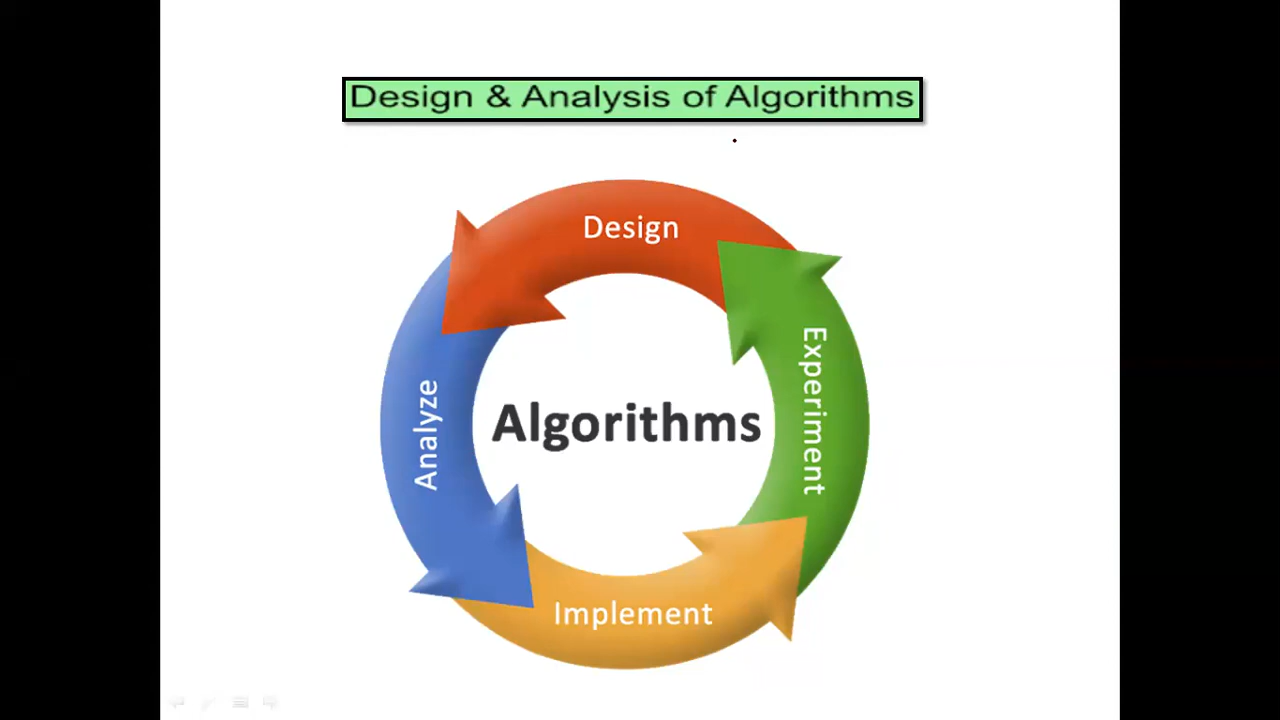 Design & Analysis of Algorithms
Design
Experiment
Algorithms
Analyze
Implement